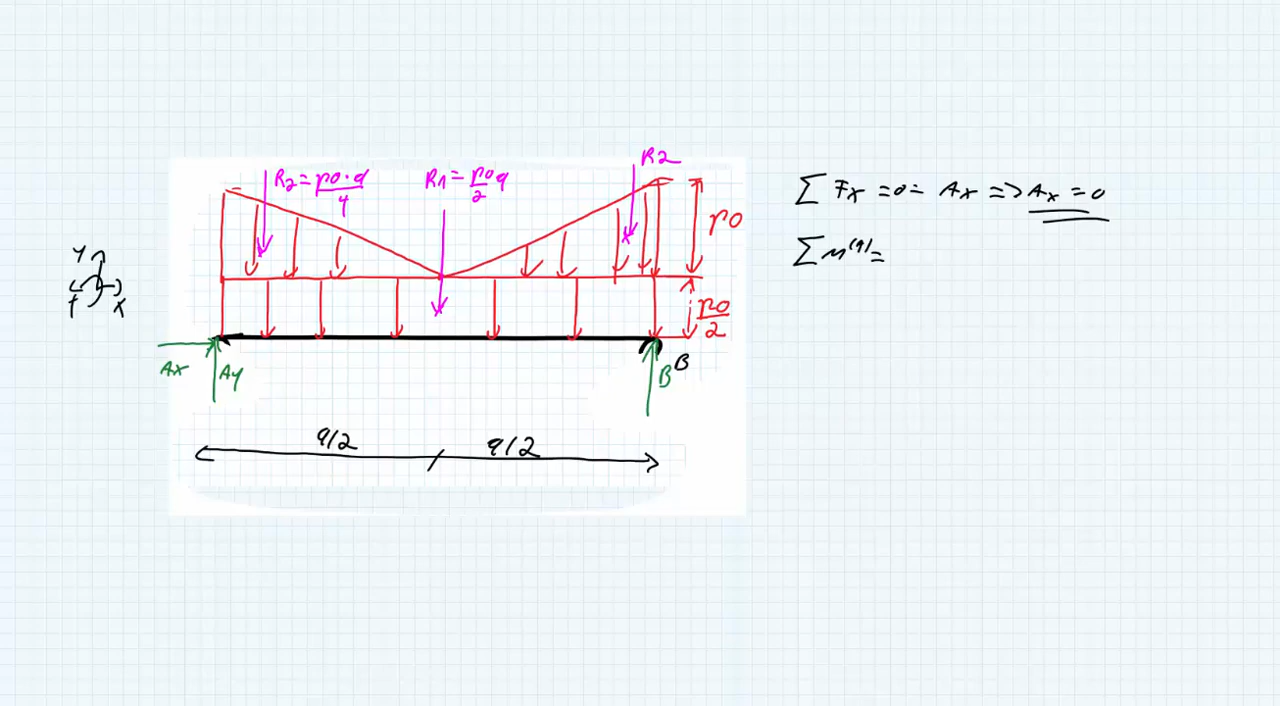 R2 = p0·a/4
R1 = p0/2 a
R2
p0
p0/2
Y
X
Ax
Ay
B
B
a/2
a/2
∑ Fx = 0 = Ax => Ax = 0
∑ M(A) =